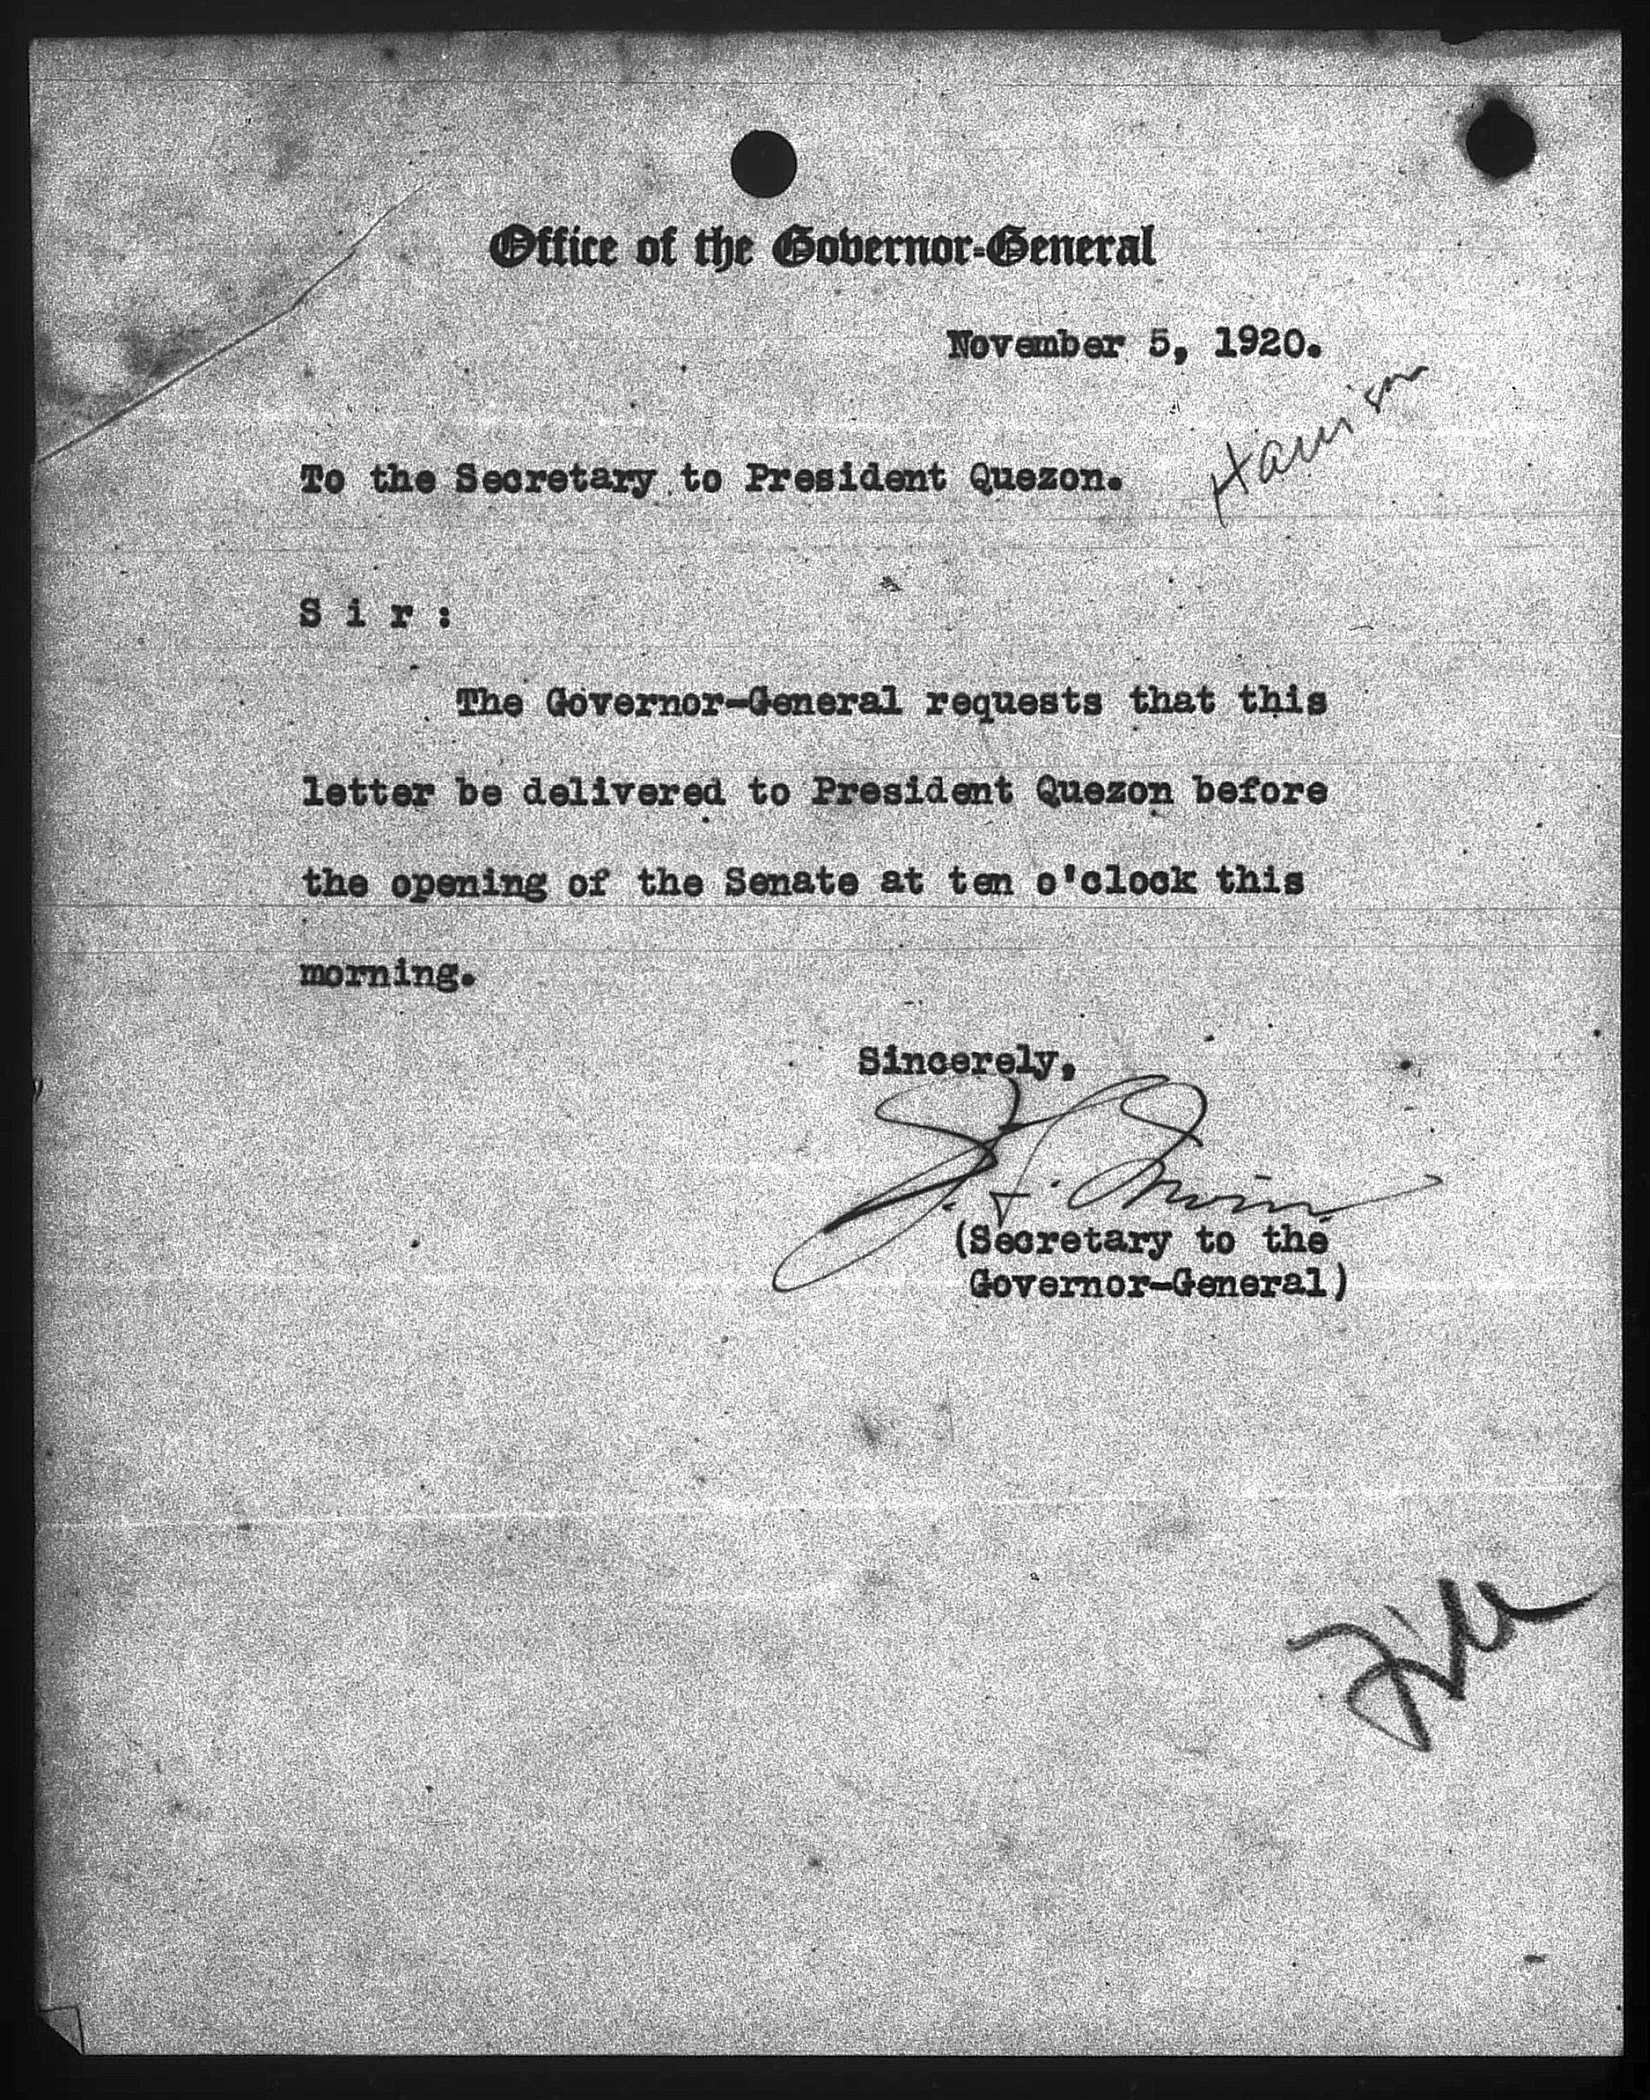 Office of the Governor-General
November 5, 1920.
Harrison
To the Secretary to President Quezon.
S i r :
The Governor-General requests that this
letter be delivered to President Quezon before
the opening of the Senate at ten o'clock this
morning.
Sincerely,
(Secretary to the
Governor-General)
File